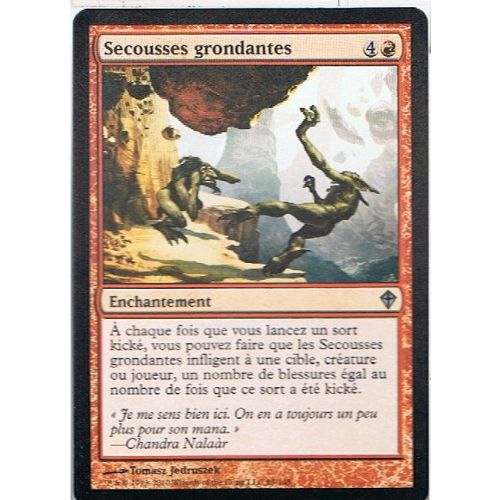 Secousses grondantes 4
Enchantement
À chaque fois que vous lancez un sort
kické, vous pouvez faire que les Secousses
grondantes infligent à une cible, créature
ou joueur, un nombre de blessures égal au
nombre de fois que ce sort a été kické.
« Je me sens bien ici. On en a toujours un peu
plus pour son mana. »
—Chandra Nalaàr
Tomasz Jedruszek